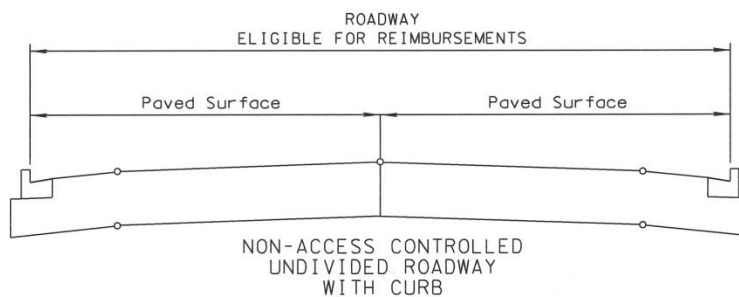 ROADWAY
ELIGIBLE FOR REIMBURSEMENTS
Paved Surface
Paved Surface
NON-ACCESS CONTROLLED
UNDIVIDED ROADWAY
WITH CURB